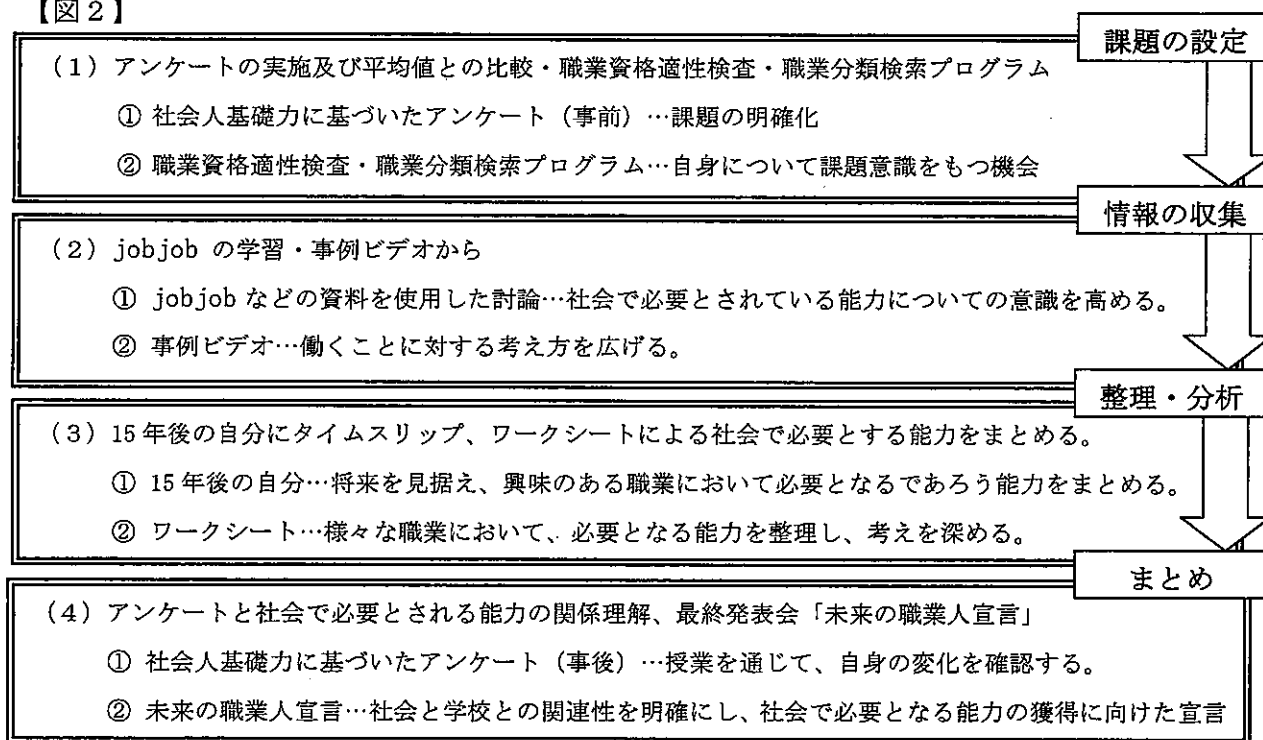 【図2】
課題の設定
(1)アンケートの実施及び平均値との比較・職業資格適性検査・職業分類検索プログラム
① 社会人基礎力に基づいたアンケート(事前)…課題の明確化
② 職業資格適性検査・職業分類検索プログラム…自身について課題意識をもつ機会
情報の収集
(2)jobjob の学習・事例ビデオから
① jobjob などの資料を使用した討論…社会で必要とされている能力についての意識を高める。
② 事例ビデオ…働くことに対する考え方を広げる。
整理・分析
(3)15年後の自分にタイムスリップ、ワークシートによる社会で必要とする能力をまとめる。
① 15年後の自分…将来を見据え、興味のある職業において必要となるであろう能力をまとめる。
② ワークシート…様々な職業において、必要となる能力を整理し、考えを深める。
まとめ
(4)アンケートと社会で必要とされる能力の関係理解、最終発表会「未来の職業人宣言」
① 社会人基礎力に基づいたアンケート(事後)…授業を通じて、自身の変化を確認する。
② 未来の職業人宣言…社会と学校との関連性を明確にし、社会で必要となる能力の獲得に向けた宣言